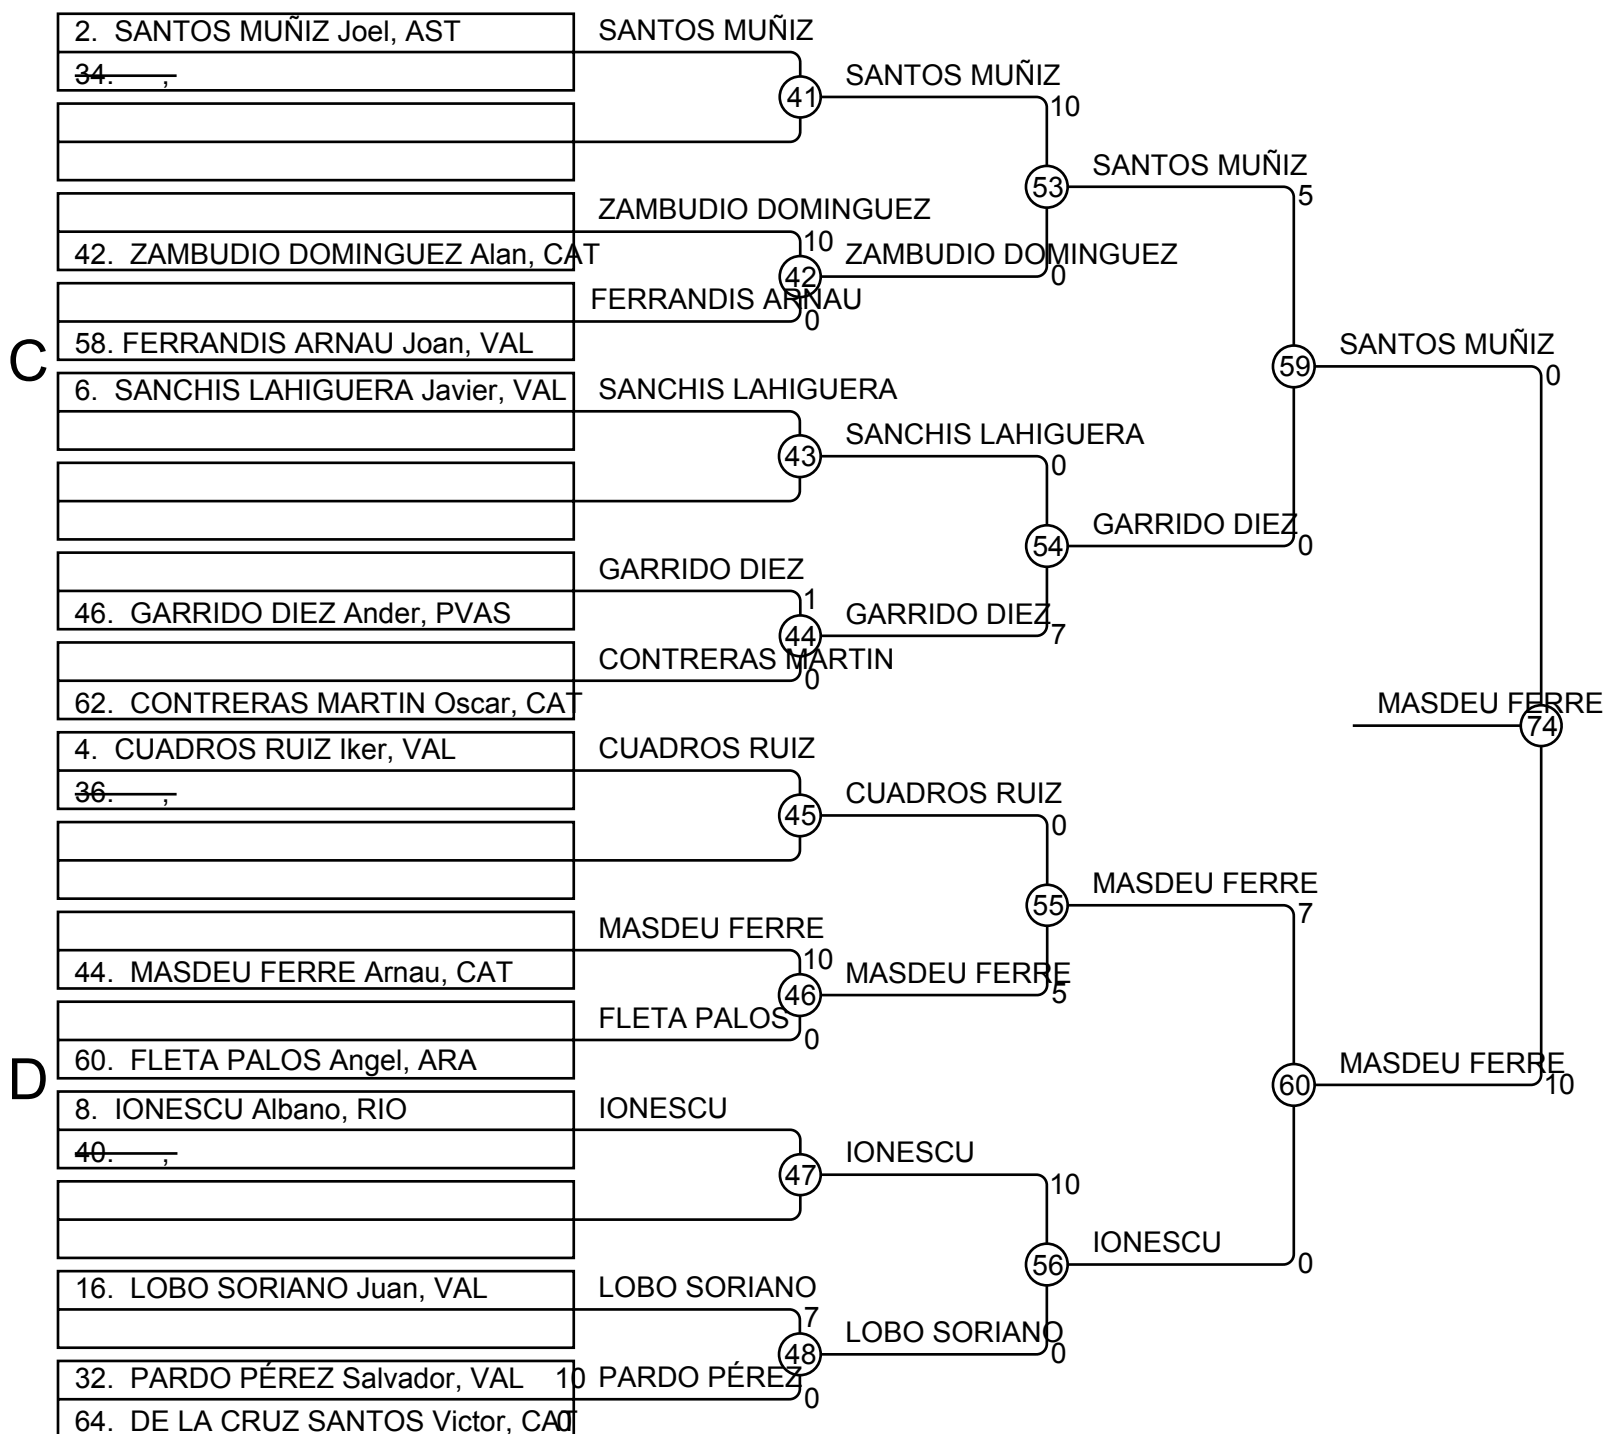 2. SANTOS MUÑIZ Joel, AST
SANTOS MUÑIZ
34. ,
41
SANTOS MUÑIZ
10
53
SANTOS MUÑIZ
5
ZAMBUDIO DOMINGUEZ
10
42. ZAMBUDIO DOMINGUEZ Alan, CAT
42
ZAMBUDIO DOMINGUEZ
0
FERRANDIS ARNAU
0
58. FERRANDIS ARNAU Joan, VAL
C
59
SANTOS MUÑIZ
0
6. SANCHIS LAHIGUERA Javier, VAL
SANCHIS LAHIGUERA
43
SANCHIS LAHIGUERA
0
54
GARRIDO DIEZ
0
GARRIDO DIEZ
1
46. GARRIDO DIEZ Ander, PVAS
44
GARRIDO DIEZ
7
CONTRERAS MARTIN
0
62. CONTRERAS MARTIN Oscar, CAT
MASDEU FERRE
74
4. CUADROS RUIZ Iker, VAL
CUADROS RUIZ
36. ,
45
CUADROS RUIZ
0
55
MASDEU FERRE
7
MASDEU FERRE
10
44. MASDEU FERRE Arnau, CAT
46
MASDEU FERRE
5
FLETA PALOS
0
60. FLETA PALOS Angel, ARA
D
60
MASDEU FERRE
10
8. IONESCU Albano, RIO
IONESCU
40. ,
47
IONESCU
10
56
IONESCU
0
16. LOBO SORIANO Juan, VAL
LOBO SORIANO
7
48
LOBO SORIANO
0
32. PARDO PÉREZ Salvador, VAL 10
PARDO PÉREZ
0
64. DE LA CRUZ SANTOS Victor, CAT 0